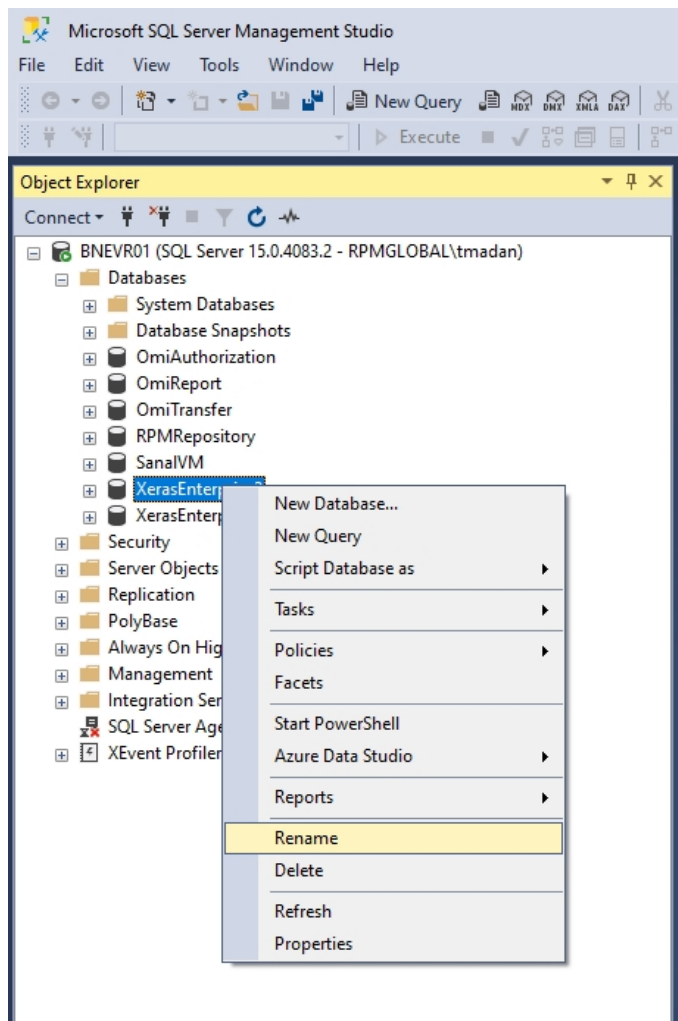 Microsoft SQL Server Management Studio
File Edit View Tools Window Help
New Query MDX DMX XMLA DAX
Execute
Object Explorer
Connect
BNEVR01 (SQL Server 15.0.4083.2 - RPMGLOBAL\tmadan)
Databases
System Databases
Database Snapshots
OmiAuthorization
OmiReport
OmiTransfer
RPMRepository
SanalVM
XerasEnter
XerasEnterp
Security
Server Objects
Replication
PolyBase
Always On Hig
Management
Integration Ser
SQL Server Age
XEvent Profiler
New Database...
New Query
Script Database as
Tasks
Policies
Facets
Start PowerShell
Azure Data Studio
Reports
Rename
Delete
Refresh
Properties